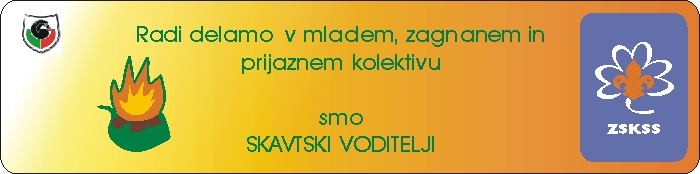 Radi delamo v mladem, zagnanem in
prijaznem kolektivu
smo
SKAVTSKI VODITELJI
ZSKSS